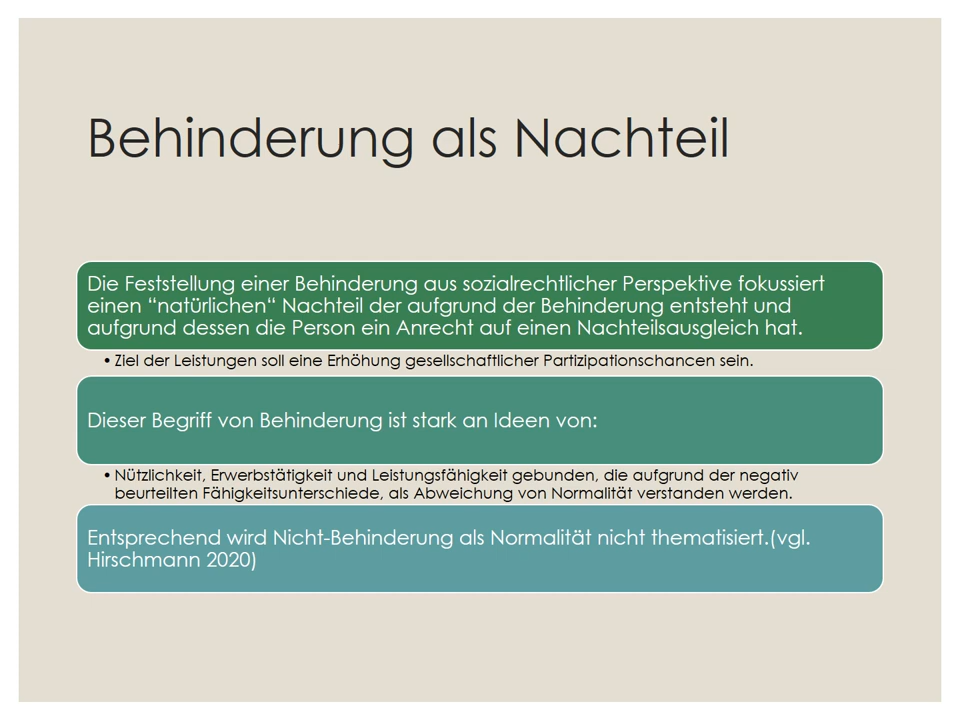 Behinderung als Nachteil
Die Feststellung einer Behinderung aus sozialrechtlicher Perspektive fokussiert
einen “natürlichen“ Nachteil der aufgrund der Behinderung entsteht und
aufgrund dessen die Person ein Anrecht auf einen Nachteilsausgleich hat.
• Ziel der Leistungen soll eine Erhöhung gesellschaftlicher Partizipationschancen sein.
Dieser Begriff von Behinderung ist stark an Ideen von:
• Nützlichkeit, Erwerbstätigkeit und Leistungsfähigkeit gebunden, die aufgrund der negativ
beurteilten Fähigkeitsunterschiede, als Abweichung von Normalität verstanden werden.
Entsprechend wird Nicht-Behinderung als Normalität nicht thematisiert.(vgl.
Hirschmann 2020)